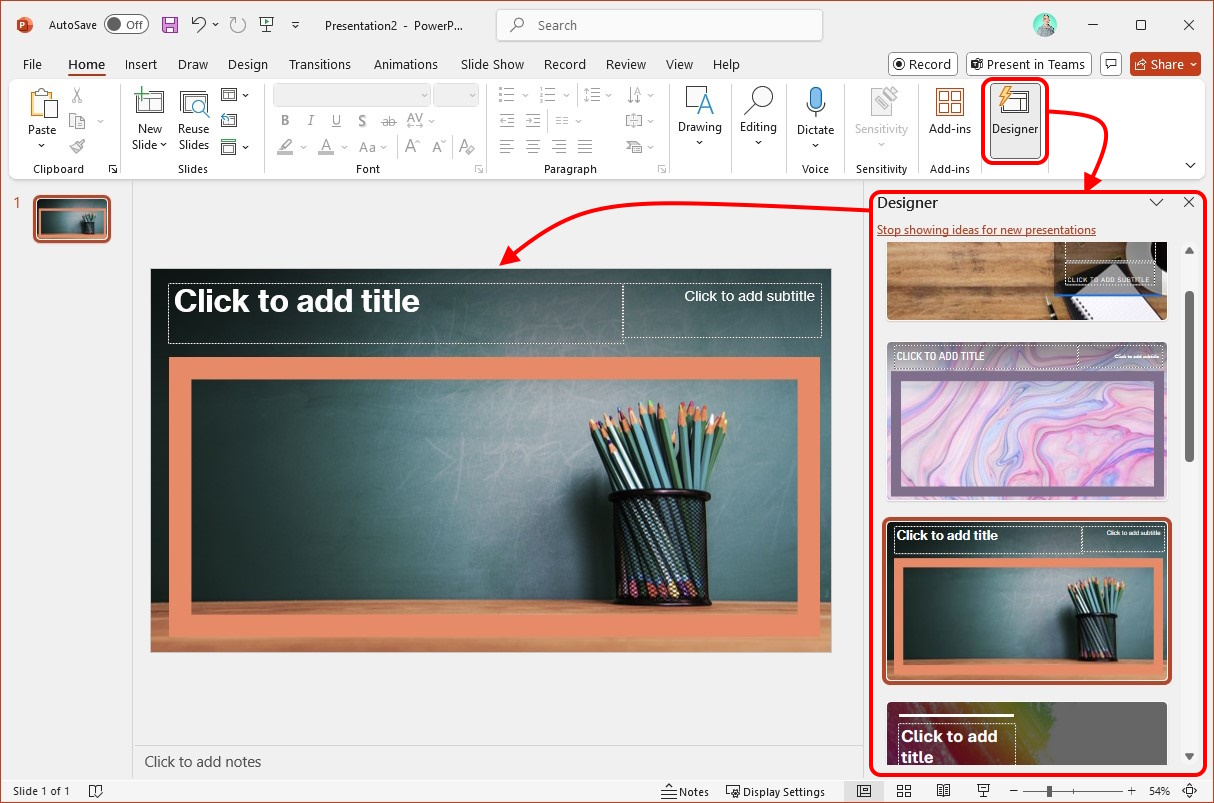 AutoSave Off Presentation2 - PowerP... Search
File Home Insert Draw Design Transitions Animations Slide Show Record Review View Help Record Present in Teams Share
Paste
Clipboard
New
Slide
Reuse
Slides
Slides
B I U S ab AV
A Aa A A A
Font
Paragraph
Drawing
Editing
Dictate
Voice
Sensitivity
Sensitivity
Add-ins
Add-ins
Designer
1
Click to add title
Click to add subtitle
Designer
Stop showing ideas for new presentations
CLICK TO ADD SUBTITLE
CLICK TO ADD TITLE
Click to add subtitle
Click to add title
Click to add subtitle
Click to add
title
Click to add notes
Slide 1 of 1 Notes Display Settings 54%